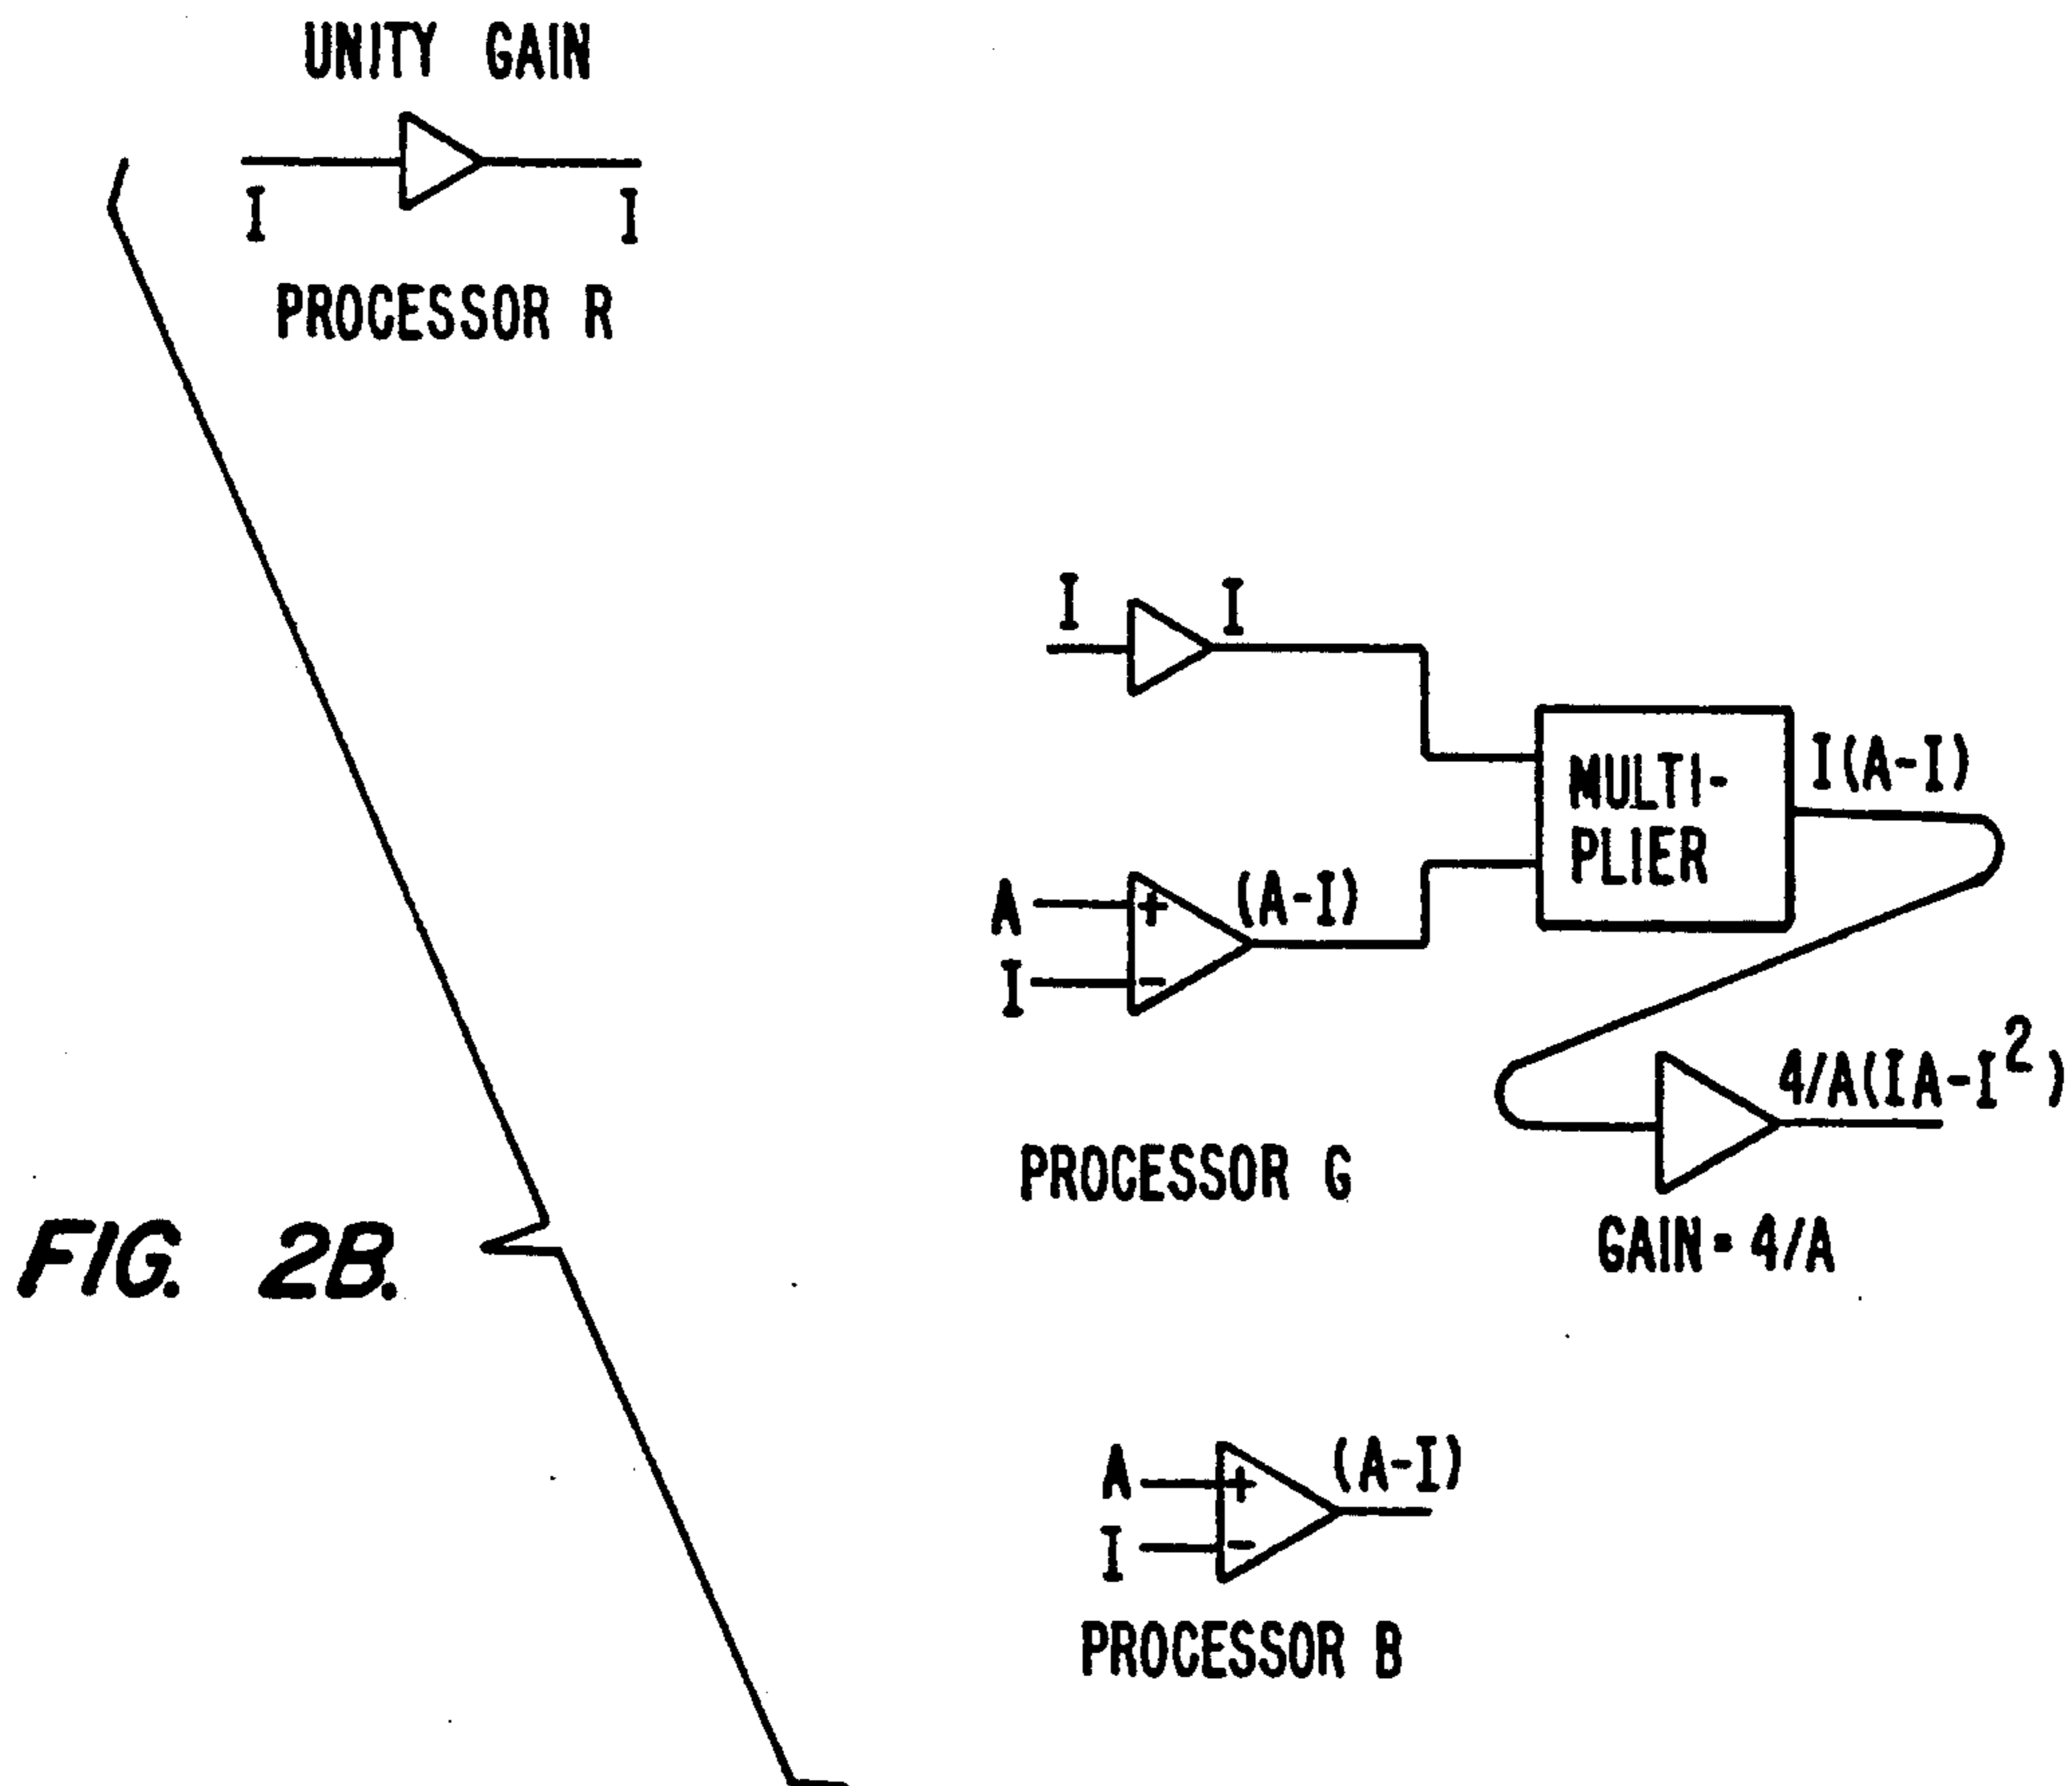 UNITY GAIN
I
I
PROCESSOR R
I
I
MULTI-
PLIER
I(A-I)
A
+
(A-I)
I
-
4/A(IA-I²)
PROCESSOR G
GAIN = 4/A
FIG. 2B.
A
+
(A-I)
I
-
PROCESSOR B